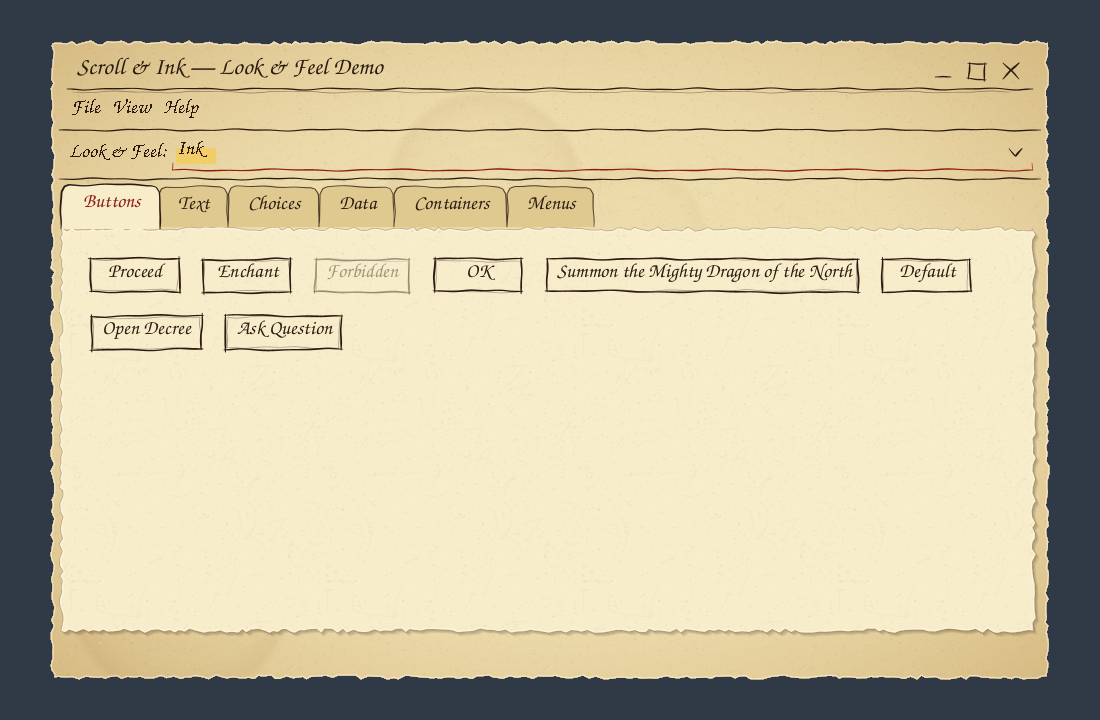 Scroll & Ink — Look & Feel Demo
File View Help
Look & Feel: Ink
Buttons Text Choices Data Containers Menus
Proceed Enchant Forbidden OK Summon the Mighty Dragon of the North Default
Open Decree Ask Question